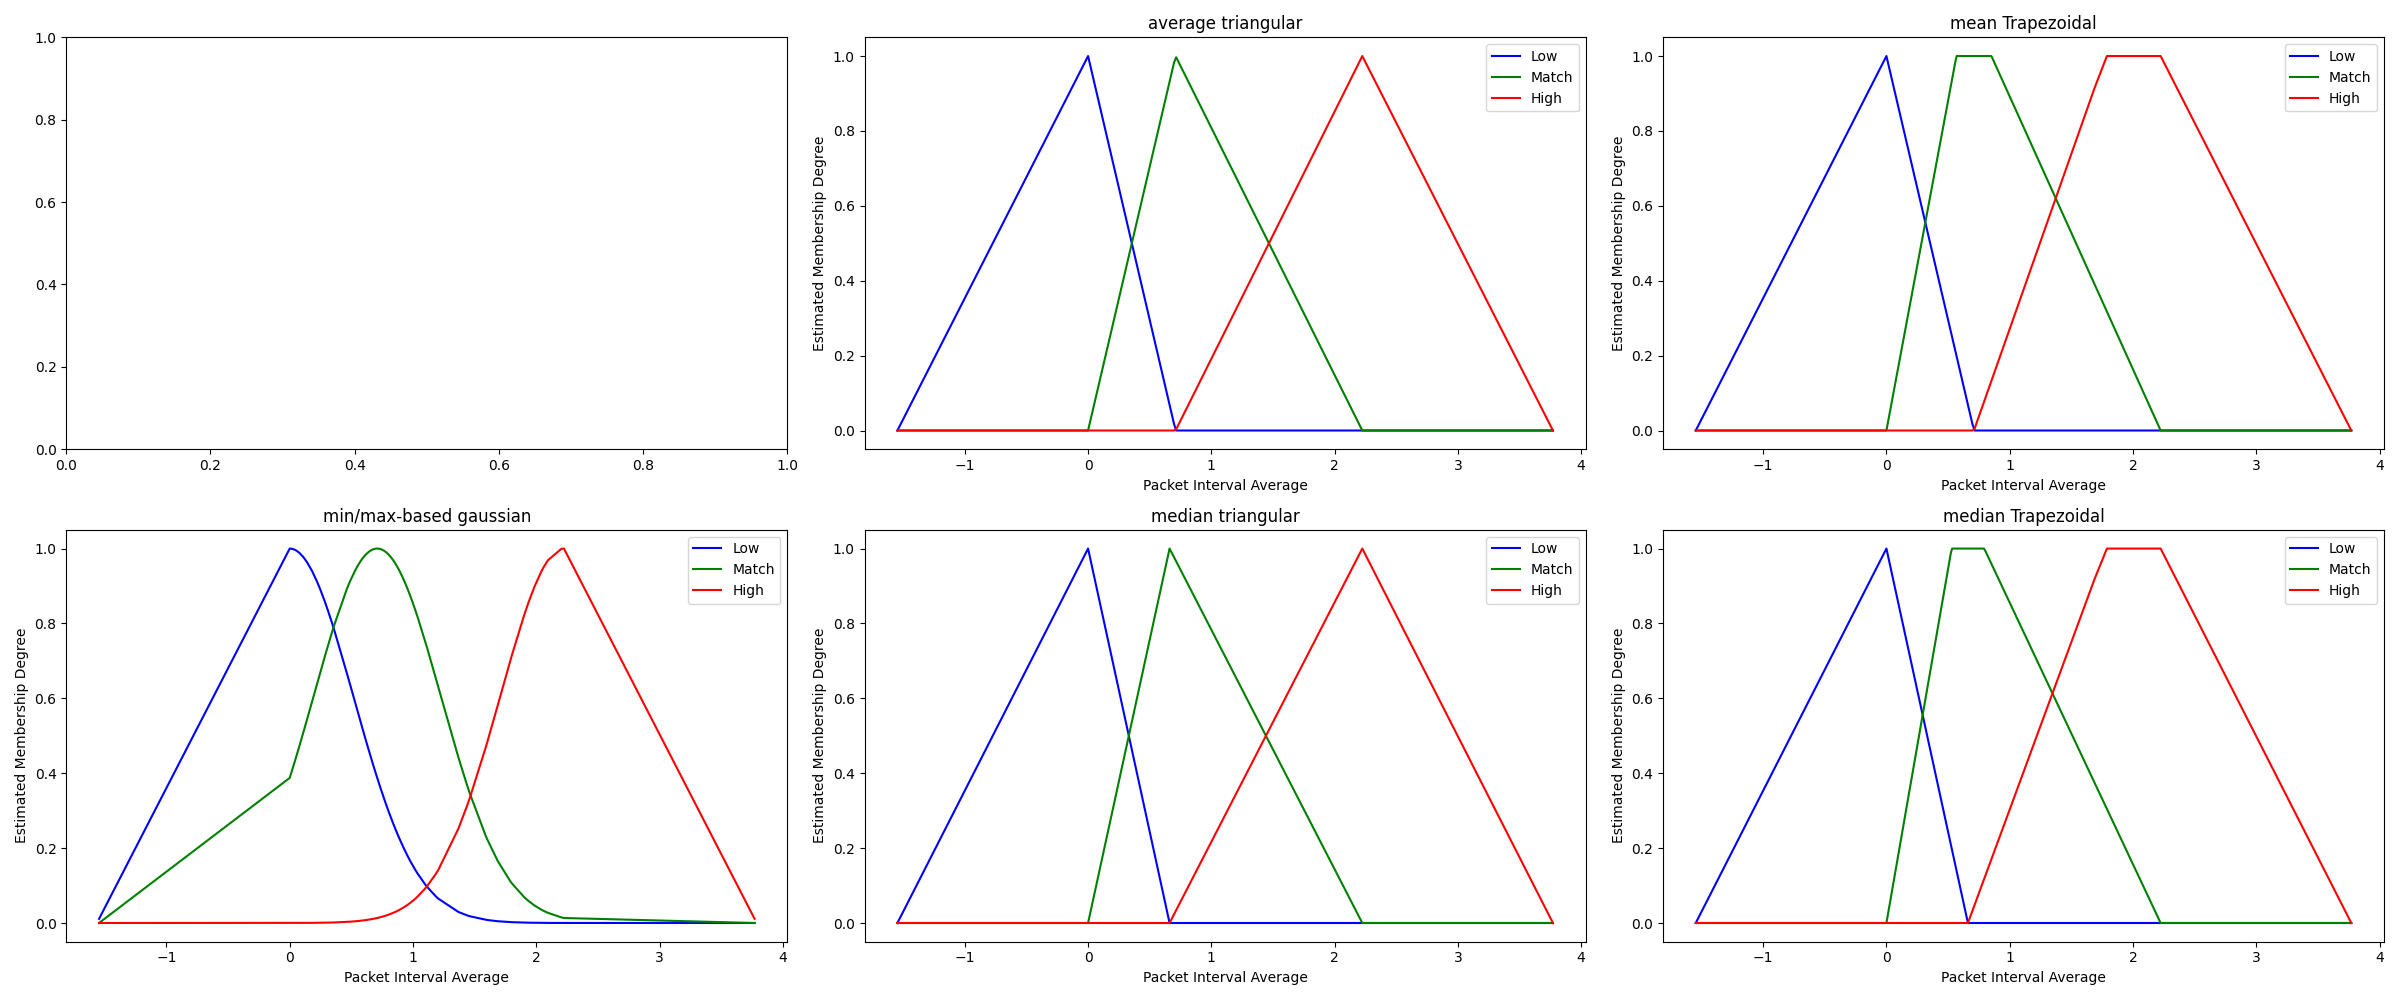 1.0
0.8
0.6
0.4
0.2
0.0
0.0 0.2 0.4 0.6 0.8 1.0
average triangular
Estimated Membership Degree
1.0
0.8
0.6
0.4
0.2
0.0
Low
Match
High
−1 0 1 2 3 4
Packet Interval Average
mean Trapezoidal
Estimated Membership Degree
1.0
0.8
0.6
0.4
0.2
0.0
Low
Match
High
−1 0 1 2 3 4
Packet Interval Average
min/max-based gaussian
Estimated Membership Degree
1.0
0.8
0.6
0.4
0.2
0.0
Low
Match
High
−1 0 1 2 3 4
Packet Interval Average
median triangular
Estimated Membership Degree
1.0
0.8
0.6
0.4
0.2
0.0
Low
Match
High
−1 0 1 2 3 4
Packet Interval Average
median Trapezoidal
Estimated Membership Degree
1.0
0.8
0.6
0.4
0.2
0.0
Low
Match
High
−1 0 1 2 3 4
Packet Interval Average